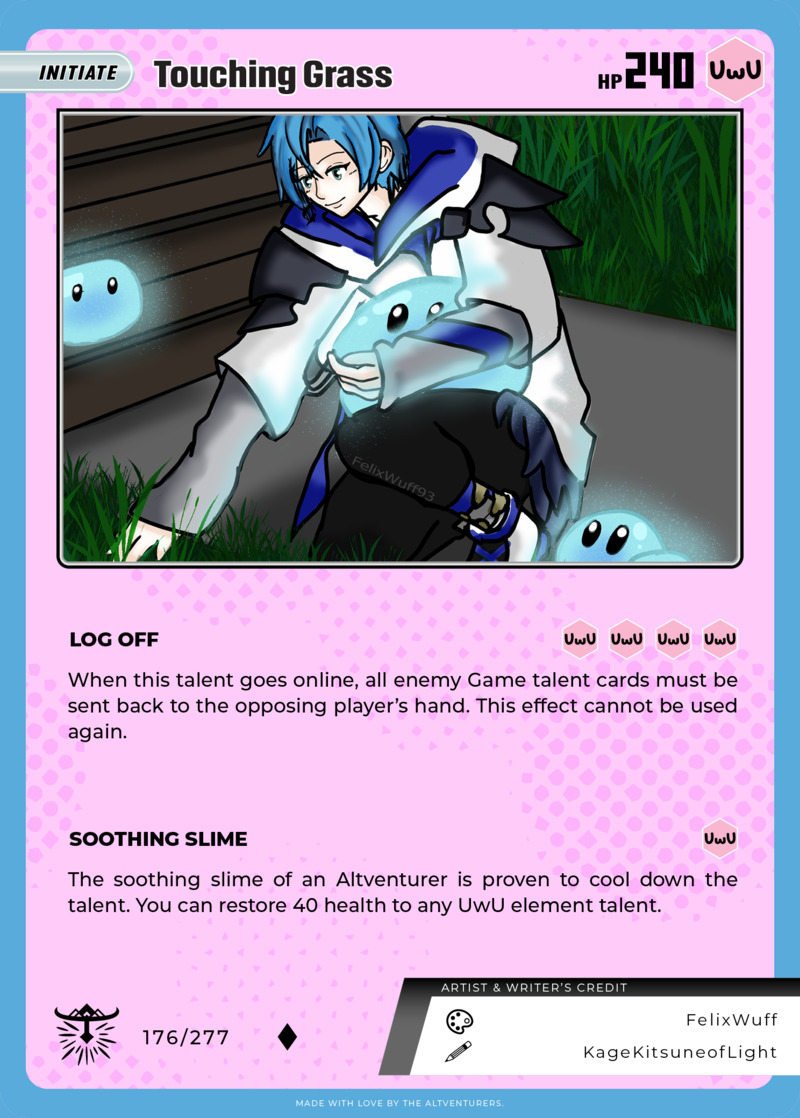 INITIATE
Touching Grass
HP 240
UwU
FelixWuff93
LOG OFF
UwU UwU UwU UwU
When this talent goes online, all enemy Game talent cards must be
sent back to the opposing player’s hand. This effect cannot be used
again.
SOOTHING SLIME
UwU
The soothing slime of an Altventurer is proven to cool down the
talent. You can restore 40 health to any UwU element talent.
ARTIST & WRITER’S CREDIT
FelixWuff
176/277
KageKitsuneofLight
MADE WITH LOVE BY THE ALTVENTURERS.